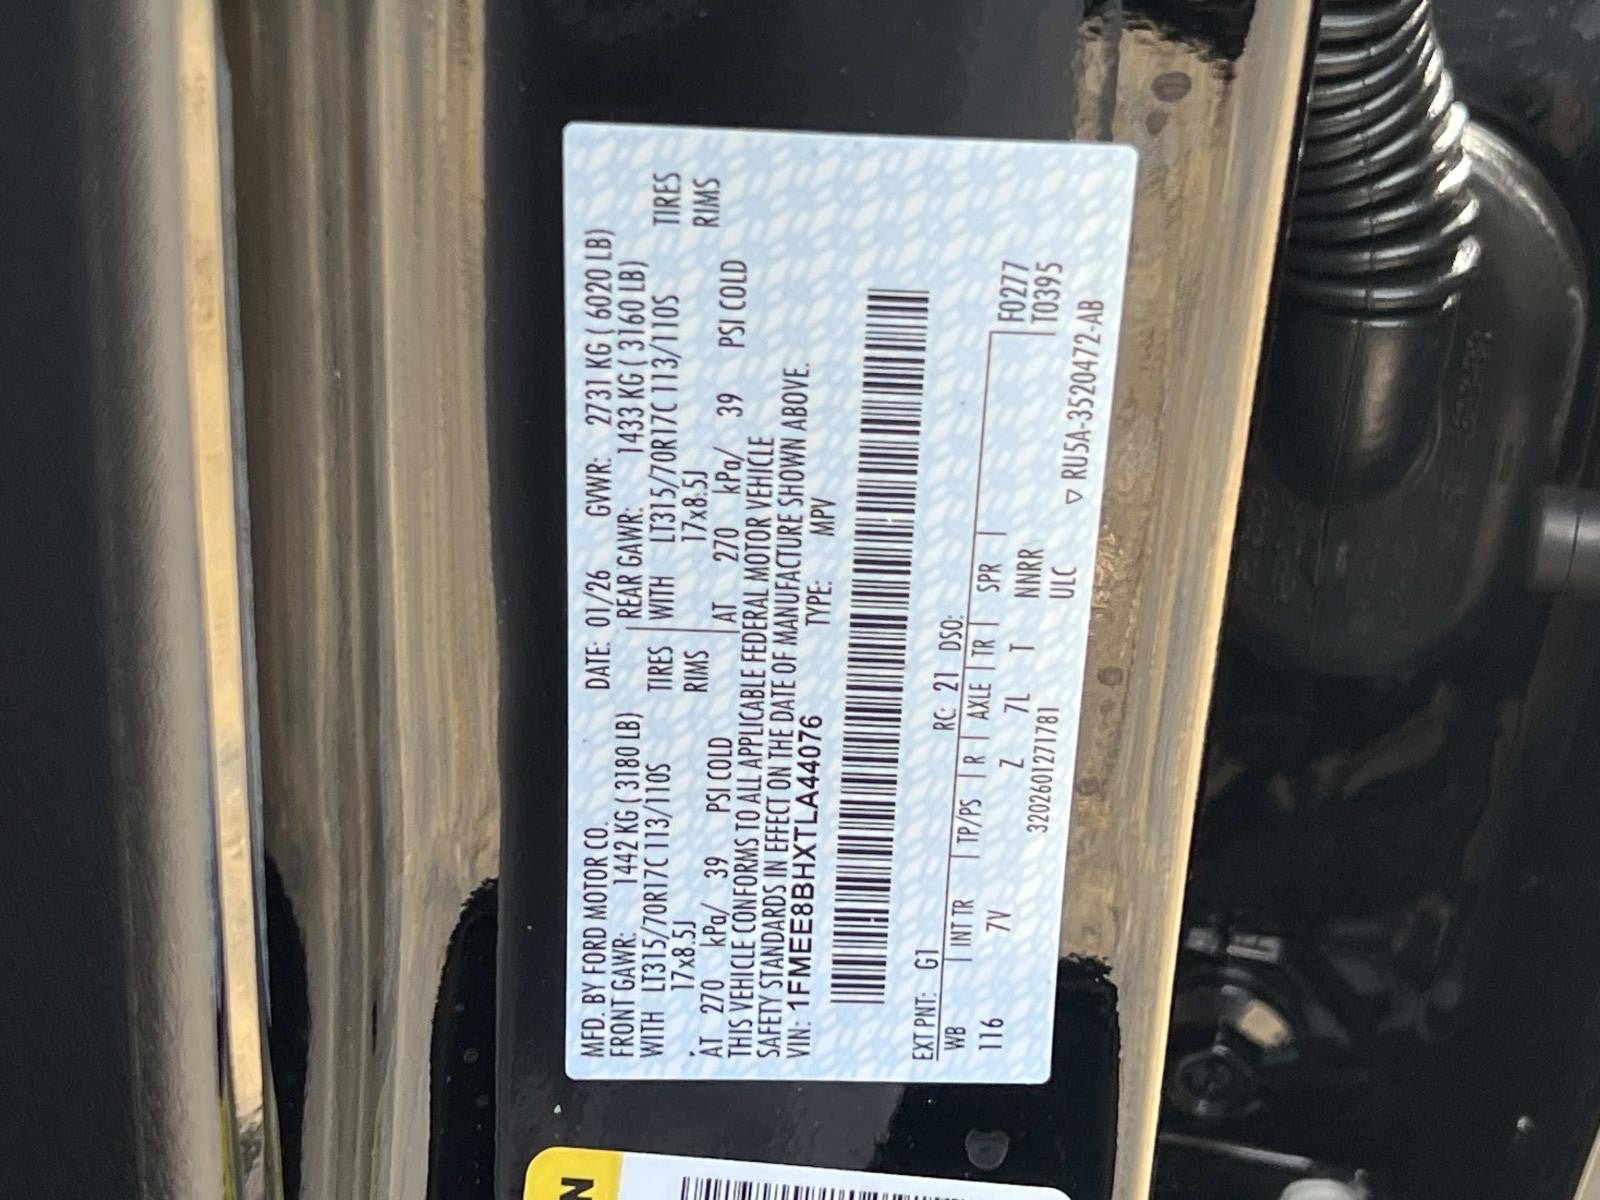 MFD. BY FORD MOTOR CO. DATE: 01/26 GVWR: 2731 KG ( 6020 LB)
FRONT GAWR: 1442 KG ( 3180 LB) REAR GAWR: 1433 KG ( 3160 LB)
WITH LT315/70R17C 113/110S TIRES WITH LT315/70R17C 113/110S TIRES
17x8.5J RIMS 17x8.5J RIMS
AT 270 kPa/ 39 PSI COLD AT 270 kPa/ 39 PSI COLD
THIS VEHICLE CONFORMS TO ALL APPLICABLE FEDERAL MOTOR VEHICLE
SAFETY STANDARDS IN EFFECT ON THE DATE OF MANUFACTURE SHOWN ABOVE.
VIN: 1FMEE8BHXTLA44076 TYPE: MPV
EXT PNT: G1 RC: 21 DSO: F0277
WB INT TR TP/PS R AXLE TR SPR T0395
116 7V Z 7L T NNRR
320260127178I ULC ▽ RU5A-3520472-AB
N